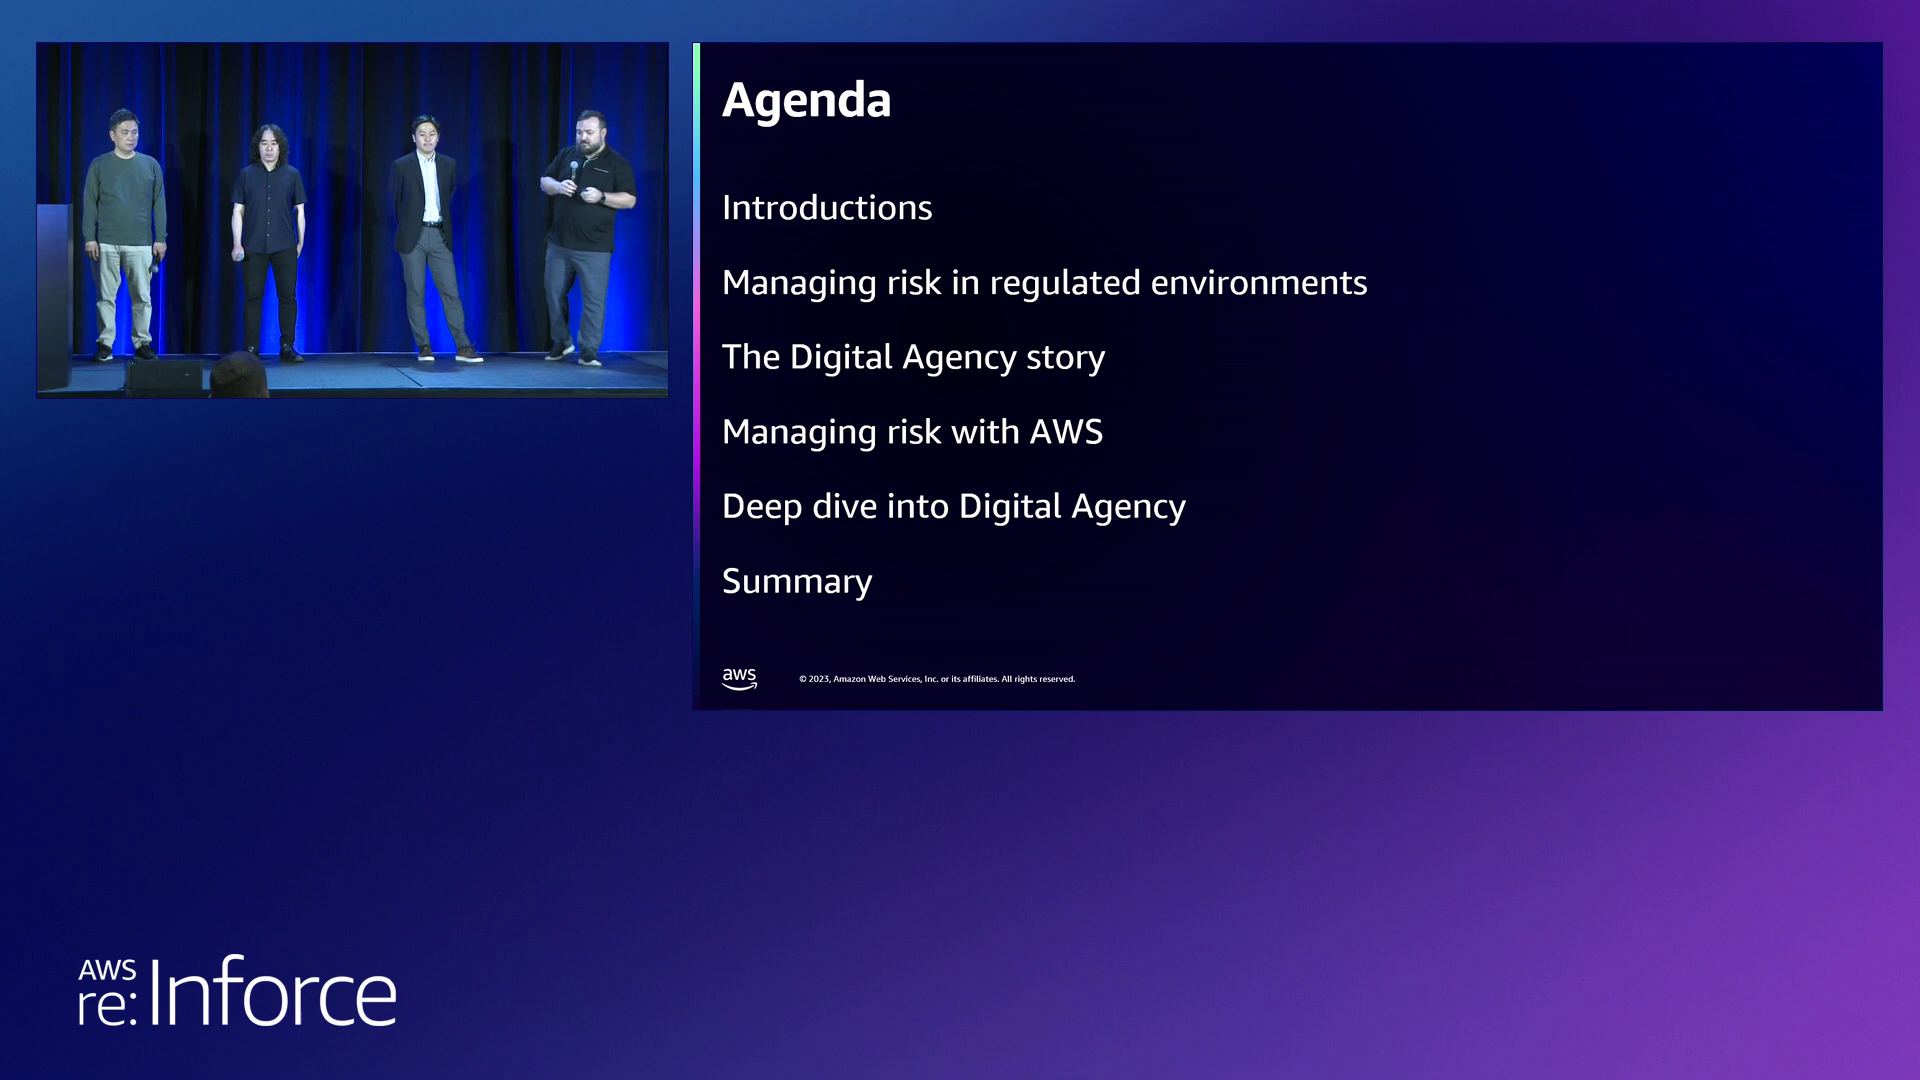 Agenda
Introductions
Managing risk in regulated environments
The Digital Agency story
Managing risk with AWS
Deep dive into Digital Agency
Summary
aws
© 2023, Amazon Web Services, Inc. or its affiliates. All rights reserved.
AWS
re:Inforce